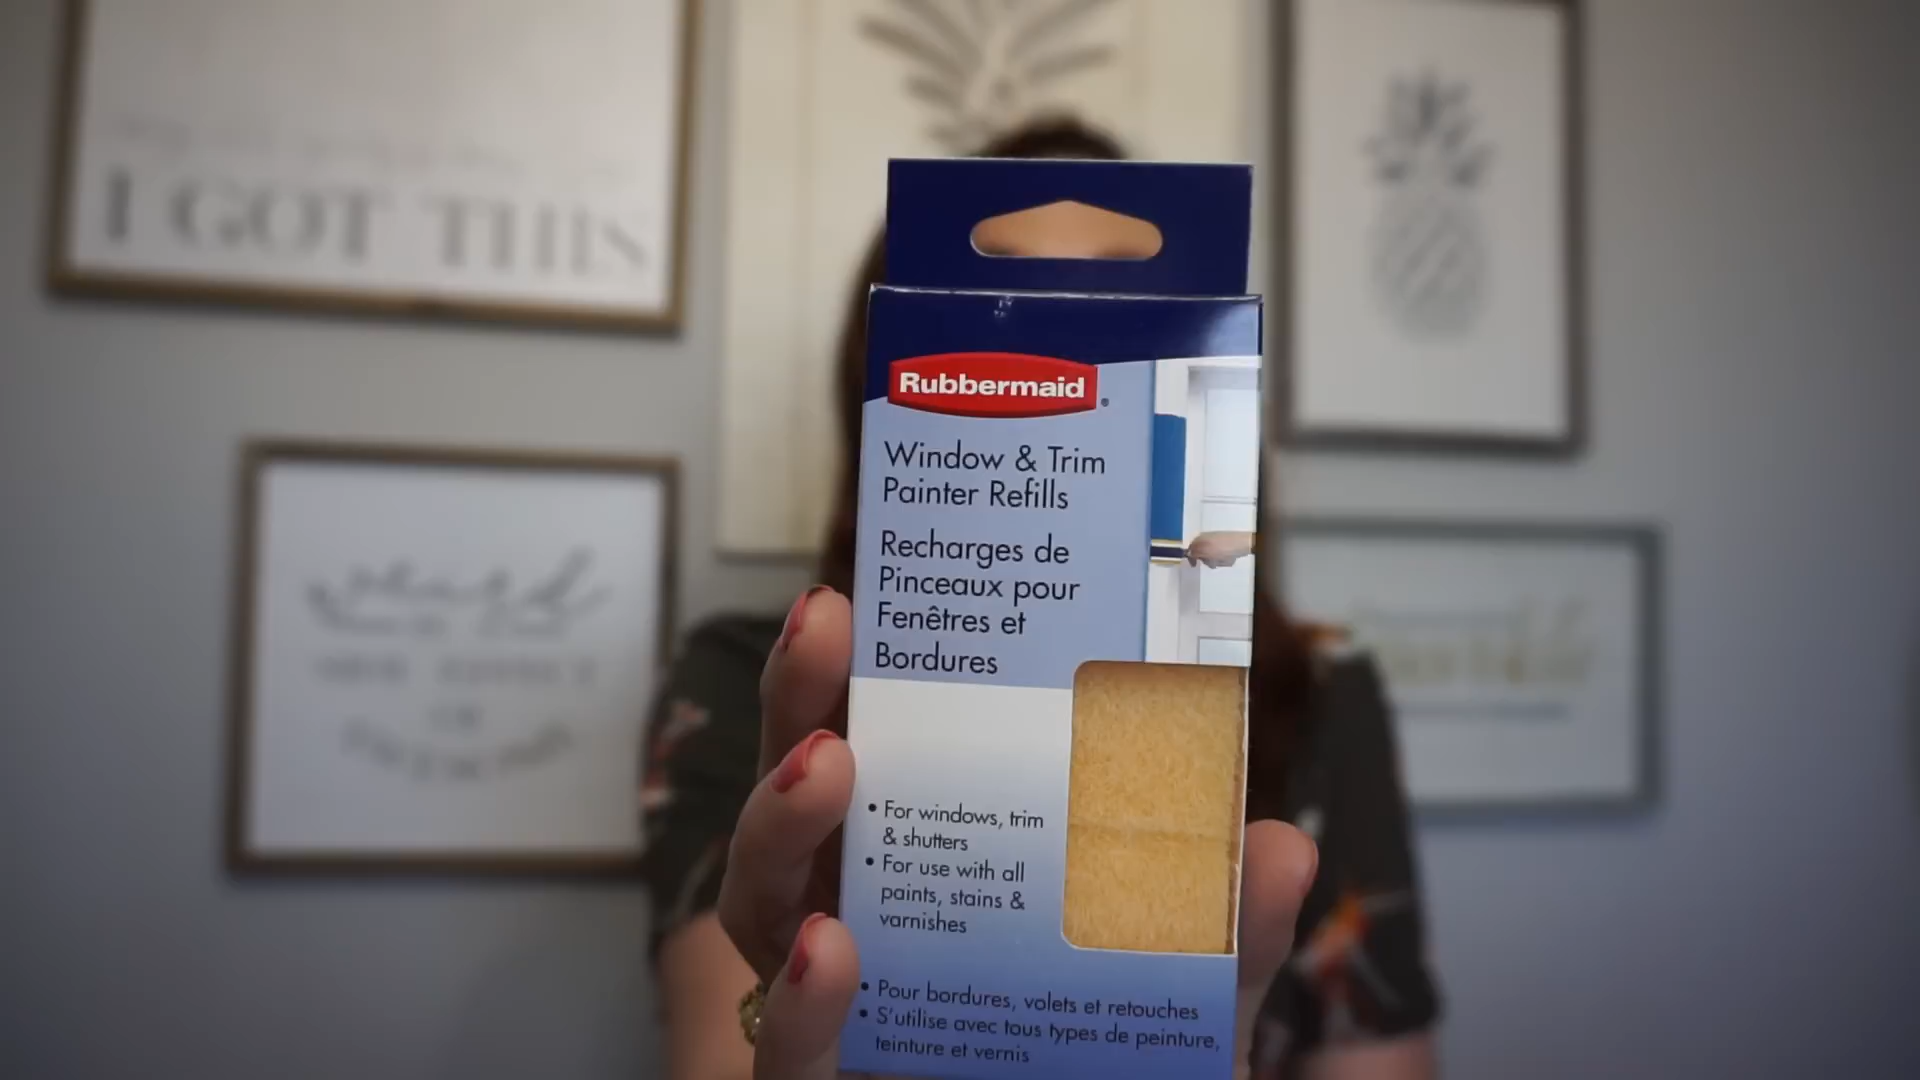 I GOT THIS
Rubbermaid®
Window & Trim
Painter Refills
Recharges de
Pinceaux pour
Fenêtres et
Bordures
• For windows, trim
& shutters
• For use with all
paints, stains &
varnishes
• Pour bordures, volets et retouches
• S'utilise avec tous types de peinture,
teinture et vernis